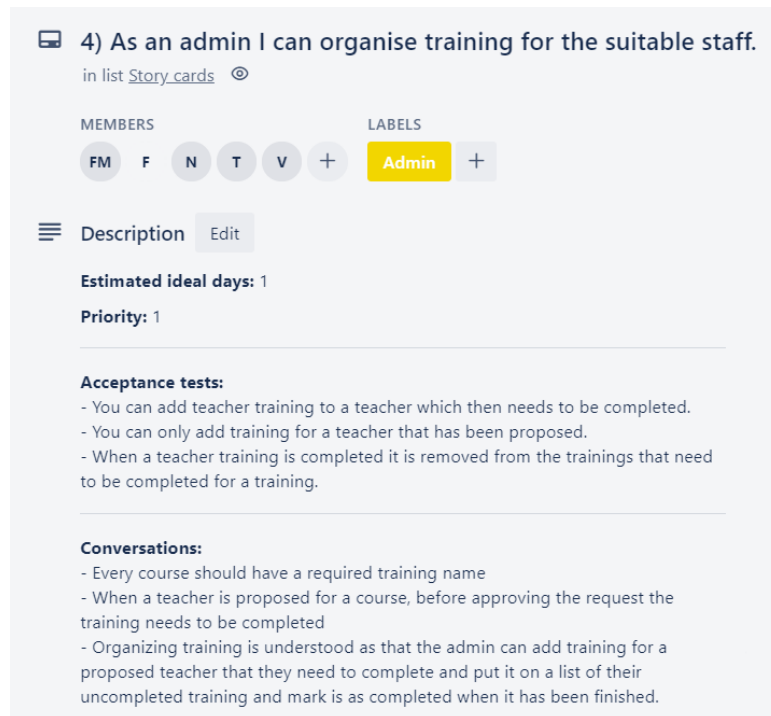 4) As an admin I can organise training for the suitable staff.
in list Story cards
MEMBERS
LABELS
FM F N T V +
Admin +
Description Edit
Estimated ideal days: 1
Priority: 1
Acceptance tests:
- You can add teacher training to a teacher which then needs to be completed.
- You can only add training for a teacher that has been proposed.
- When a teacher training is completed it is removed from the trainings that need
to be completed for a training.
Conversations:
- Every course should have a required training name
- When a teacher is proposed for a course, before approving the request the
training needs to be completed
- Organizing training is understood as that the admin can add training for a
proposed teacher that they need to complete and put it on a list of their
uncompleted training and mark is as completed when it has been finished.